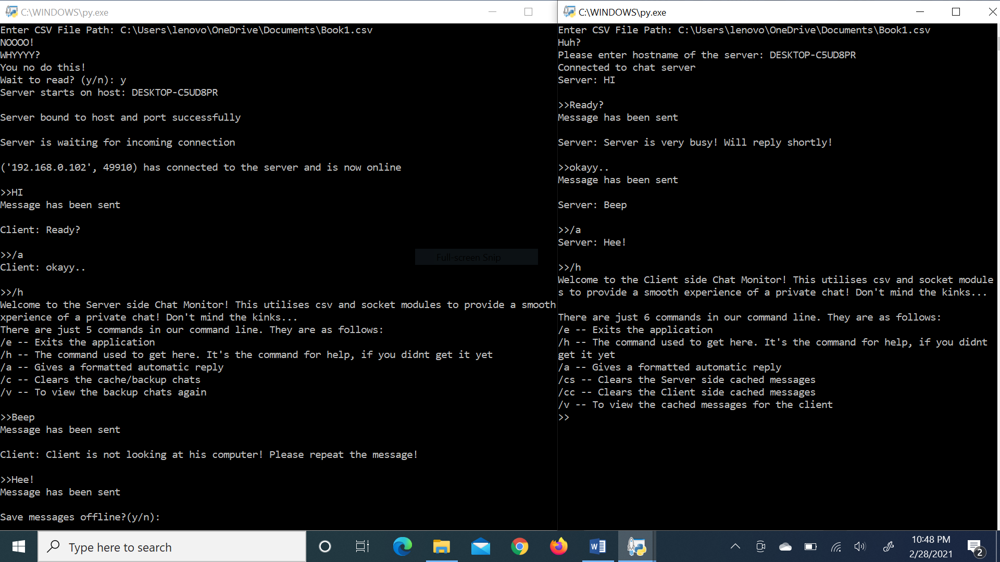 C:\WINDOWS\py.exe
Enter CSV File Path: C:\Users\lenovo\OneDrive\Documents\Book1.csv
NOOOO!
WHYYYY?
You no do this!
Wait to read? (y/n): y
Server starts on host: DESKTOP-C5UD8PR
Server bound to host and port successfully
Server is waiting for incoming connection
('192.168.0.102', 49910) has connected to the server and is now online
>>HI
Message has been sent
Client: Ready?
>>/a
Client: okayy..
>>/h
Welcome to the Server side Chat Monitor! This utilises csv and socket modules to provide a smooth
xperience of a private chat! Don't mind the kinks...
There are just 5 commands in our command line. They are as follows:
/e -- Exits the application
/h -- The command used to get here. It's the command for help, if you didnt get it yet
/a -- Gives a formatted automatic reply
/c -- Clears the cache/backup chats
/v -- To view the backup chats again
>>Beep
Message has been sent
Client: Client is not looking at his computer! Please repeat the message!
>>Hee!
Message has been sent
Save messages offline?(y/n):
Full-screen Snip
C:\WINDOWS\py.exe
Enter CSV File Path: C:\Users\lenovo\OneDrive\Documents\Book1.csv
Huh?
Please enter hostname of the server: DESKTOP-C5UD8PR
Connected to chat server
Server: HI
>>Ready?
Message has been sent
Server: Server is very busy! Will reply shortly!
>>okayy..
Message has been sent
Server: Beep
>>/a
Server: Hee!
>>/h
Welcome to the Client side Chat Monitor! This utilises csv and socket module
s to provide a smooth experience of a private chat! Don't mind the kinks...
There are just 6 commands in our command line. They are as follows:
/e -- Exits the application
/h -- The command used to get here. It's the command for help, if you didnt
get it yet
/a -- Gives a formatted automatic reply
/cs -- Clears the Server side cached messages
/cc -- Clears the Client side cached messages
/v -- To view the cached messages for the client
>>
Type here to search
W
10:48 PM
2/28/2021
2